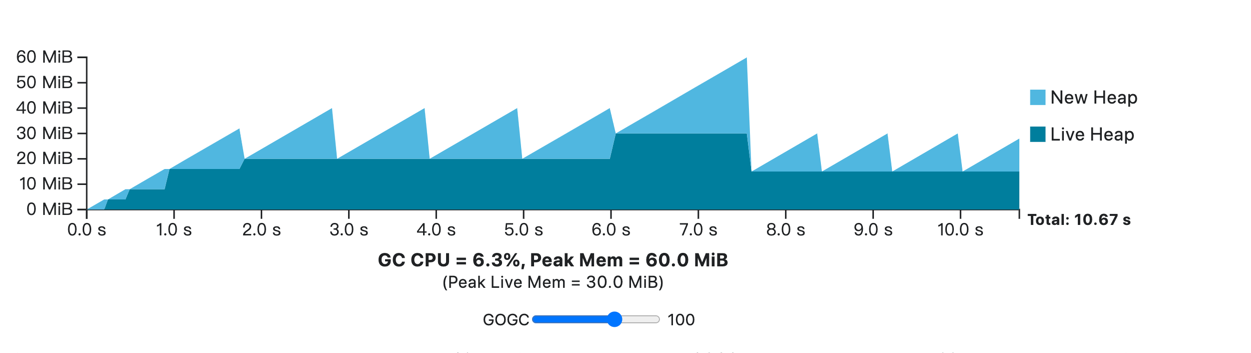 60 MiB
50 MiB
40 MiB
30 MiB
20 MiB
10 MiB
0 MiB
0.0 s 1.0 s 2.0 s 3.0 s 4.0 s 5.0 s 6.0 s 7.0 s 8.0 s 9.0 s 10.0 s
New Heap
Live Heap
Total: 10.67 s
GC CPU = 6.3%, Peak Mem = 60.0 MiB
(Peak Live Mem = 30.0 MiB)
GOGC 100